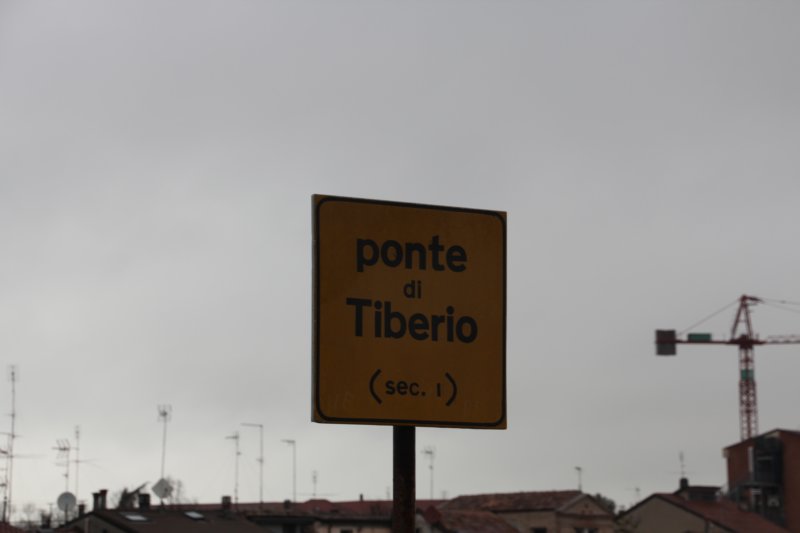 ponte
di
Tiberio
(sec. I)